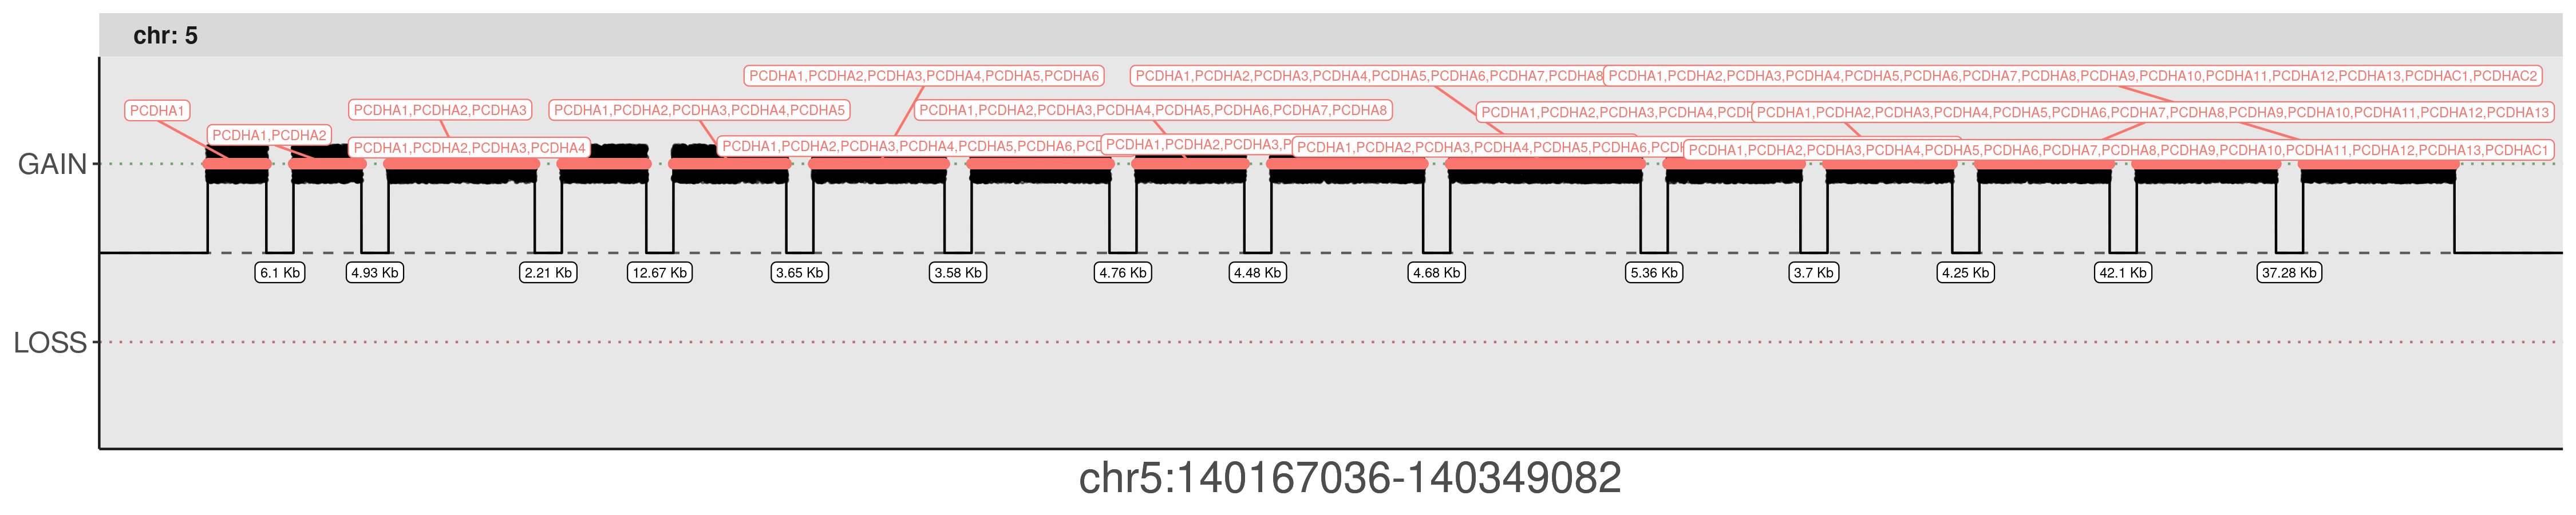 chr: 5
PCDHA1,PCDHA2,PCDHA3,PCDHA4,PCDHA5,PCDHA6
PCDHA1,PCDHA2,PCDHA3,PCDHA4,PCDHA5,PCDHA6,PCDHA7,PCDHA8
PCDHA1,PCDHA2,PCDHA3,PCDHA4,PCDHA5,PCDHA6,PCDHA7,PCDHA8,PCDHA9,PCDHA10,PCDHA11,PCDHA12,PCDHA13,PCDHAC1,PCDHAC2
PCDHA1
PCDHA1,PCDHA2,PCDHA3
PCDHA1,PCDHA2,PCDHA3,PCDHA4,PCDHA5
PCDHA1,PCDHA2,PCDHA3,PCDHA4,PCDHA5,PCDHA6,PCDHA7,PCDHA8
PCDHA1,PCDHA2,PCDHA3,PCDHA4,
PCDHA1,PCDHA2,PCDHA3,PCDHA4,PCDHA5,PCDHA6,PCDHA7,PCDHA8,PCDHA9,PCDHA10,PCDHA11,PCDHA12,PCDHA13
PCDHA1,PCDHA2
PCDHA1,PCDHA2,PCDHA3,PCDHA4
PCDHA1,PCDHA2,PCDHA3,PCDHA4,PCDHA5,PCDHA6,
PCDHA1,PCDHA2,PCDHA3,
PCDHA1,PCDHA2,PCDHA3,PCDHA4,PCDHA5,PCDHA6,
PCDHA1,PCDHA2,PCDHA3,PCDHA4,PCDHA5,PCDHA6,PCDHA7,PCDHA8,PCDHA9,PCDHA10,PCDHA11,PCDHA12,PCDHA13,PCDHAC1
GAIN
6.1 Kb
4.93 Kb
2.21 Kb
12.67 Kb
3.65 Kb
3.58 Kb
4.76 Kb
4.48 Kb
4.68 Kb
5.36 Kb
3.7 Kb
4.25 Kb
42.1 Kb
37.28 Kb
LOSS
chr5:140167036-140349082